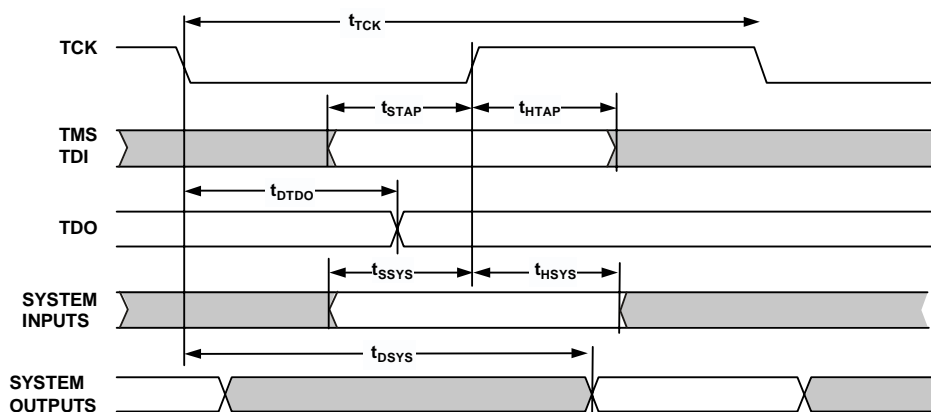 tTCK
TCK
tSTAP
tHTAP
TMS
TDI
tDTDO
TDO
tSSYS
tHSYS
SYSTEM
INPUTS
tDSYS
SYSTEM
OUTPUTS